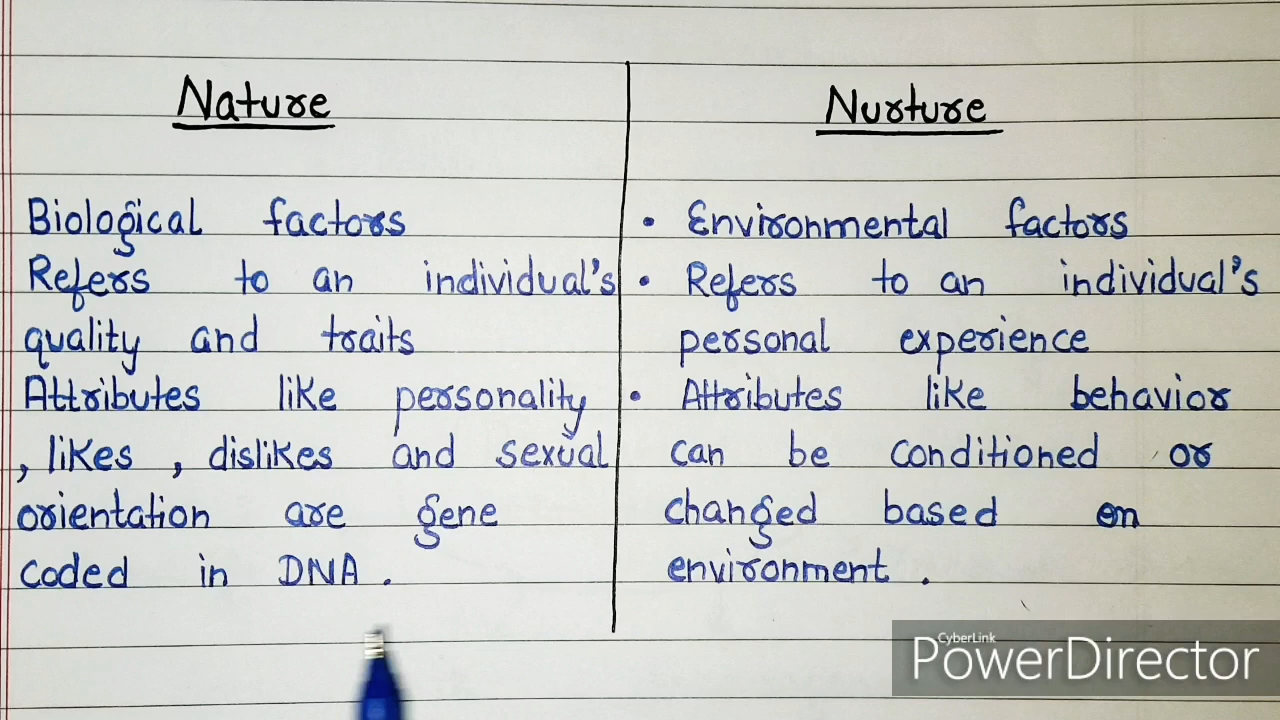 Nature
Biological factors
Refers to an individual's
quality and traits
Attributes like personality
, likes , dislikes and sexual
orientation are gene
coded in DNA .
Nurture
• Environmental factors
• Refers to an individual's
personal experience
• Attributes like behavior
can be conditioned or
changed based on
environment .
CyberLink
PowerDirector